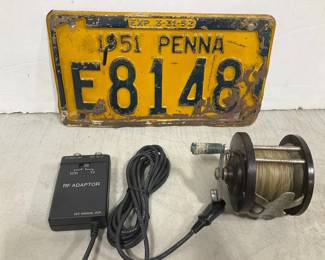 EXP. 3-31-52
1951 PENNA
E8148
RF ADAPTOR